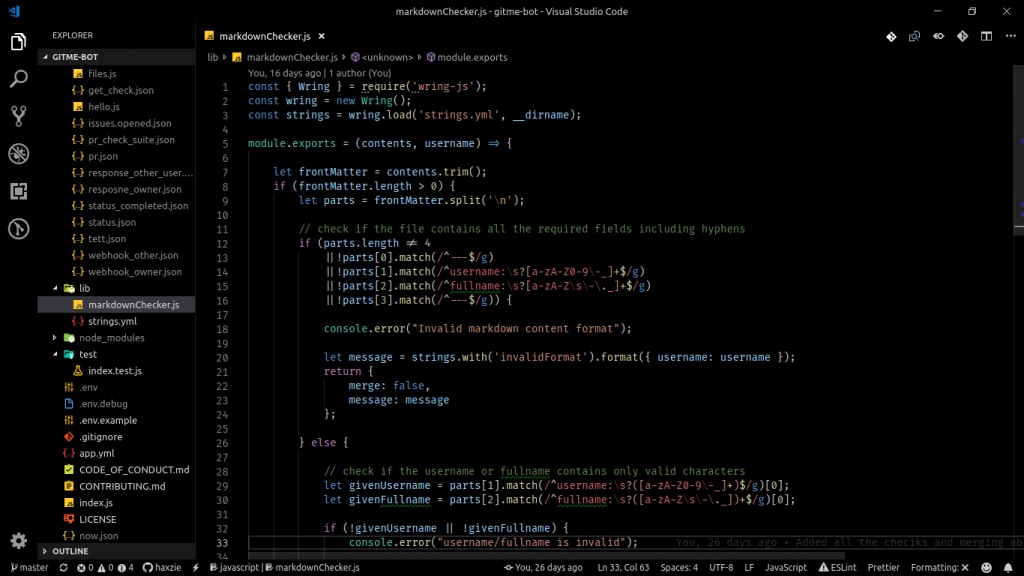 markdownChecker.js - gitme-bot - Visual Studio Code
EXPLORER
GITME-BOT
files.js
get_check.json
hello.js
issues.opened.json
pr_check_suite.json
pr.json
response_other_user....
resposne_owner.json
status_completed.json
status.json
tett.json
webhook_other.json
webhook_owner.json
lib
markdownChecker.js
strings.yml
node_modules
test
index.test.js
.env
.env.debug
.env.example
.gitignore
app.yml
CODE_OF_CONDUCT.md
CONTRIBUTING.md
index.js
LICENSE
now.json
OUTLINE
markdownChecker.js ×
lib markdownChecker.js <unknown> module.exports
You, 16 days ago | 1 author (You)
1 const { Wring } = require('wring-js');
2 const wring = new Wring();
3 const strings = wring.load('strings.yml', __dirname);
4
5 module.exports = (contents, username) => {
6
7 let frontMatter = contents.trim();
8 if (frontMatter.length > 0) {
9 let parts = frontMatter.split('\n');
10
11 // check if the file contains all the required fields including hyphens
12 if (parts.length != 4
13 ||!parts[0].match(/^---$/g)
14 ||!parts[1].match(/^username:\s?[a-zA-Z0-9\-_]+$/g)
15 ||!parts[2].match(/^fullname:\s?[a-zA-Z\s\-\._]+$/g)
16 ||!parts[3].match(/^---$/g)) {
17
18 console.error("Invalid markdown content format");
19
20 let message = strings.with('invalidFormat').format({ username: username });
21 return {
22 merge: false,
23 message: message
24 };
25
26 } else {
27
28 // check if the username or fullname contains only valid characters
29 let givenUsername = parts[1].match(/^username:\s?([a-zA-Z0-9\-_]+)$/g)[0];
30 let givenFullname = parts[2].match(/^fullname:\s?([a-zA-Z\s\-\._])+$/g)[0];
31
32 if (!givenUsername || !givenFullname) {
33 console.error("username/fullname is invalid"); You, 26 days ago • Added all the checiks and merging ab
34
master 0 0 4 haxzie javascript | markdownChecker.js You, 26 days ago Ln 33, Col 63 Spaces: 4 UTF-8 LF JavaScript ESLint Prettier Formatting: ×